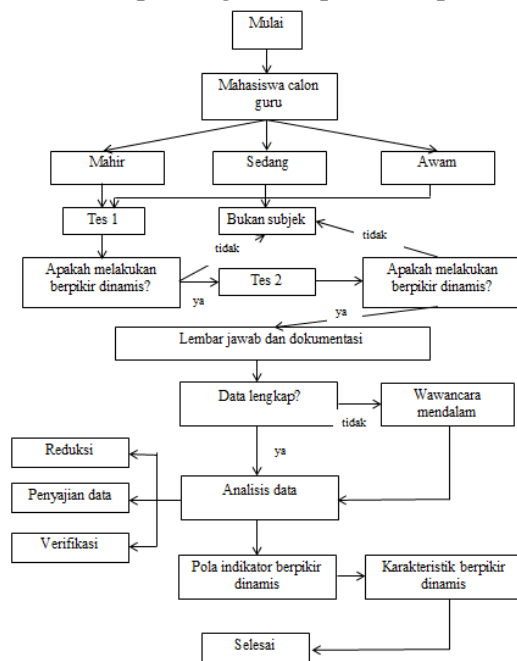 Mulai
Mahasiswa calon
guru
Mahir
Sedang
Awam
Tes 1
Bukan subjek
tidak
tidak
Apakah melakukan
berpikir dinamis?
ya
Tes 2
Apakah melakukan
berpikir dinamis?
ya
Lembar jawab dan dokumentasi
Data lengkap?
tidak
Wawancara
mendalam
ya
Reduksi
Penyajian data
Verifikasi
Analisis data
Pola indikator berpikir
dinamis
Karakteristik berpikir
dinamis
Selesai